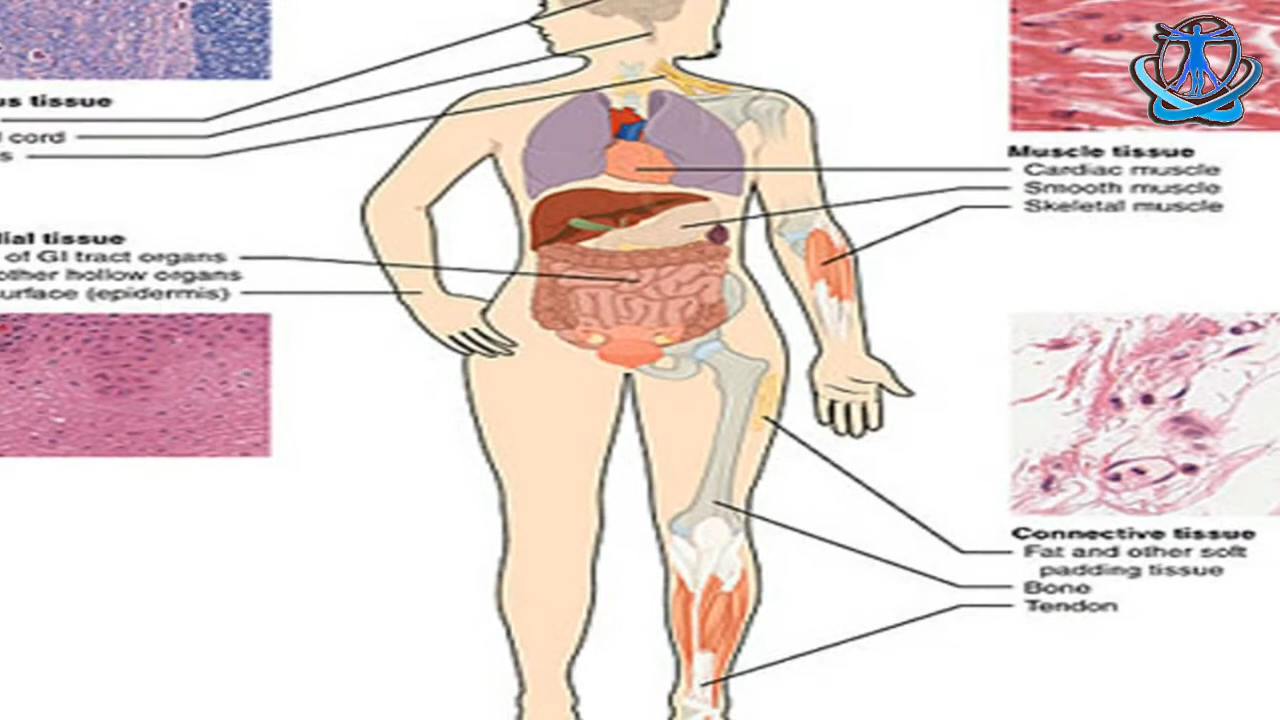 us tissue
cord
s
lial tissue
of GI tract organs
other hollow organs
urface (epidermis)
Muscle tissue
Cardiac muscle
Smooth muscle
Skeletal muscle
Connective tissue
Fat and other soft
padding tissue
Bone
Tendon